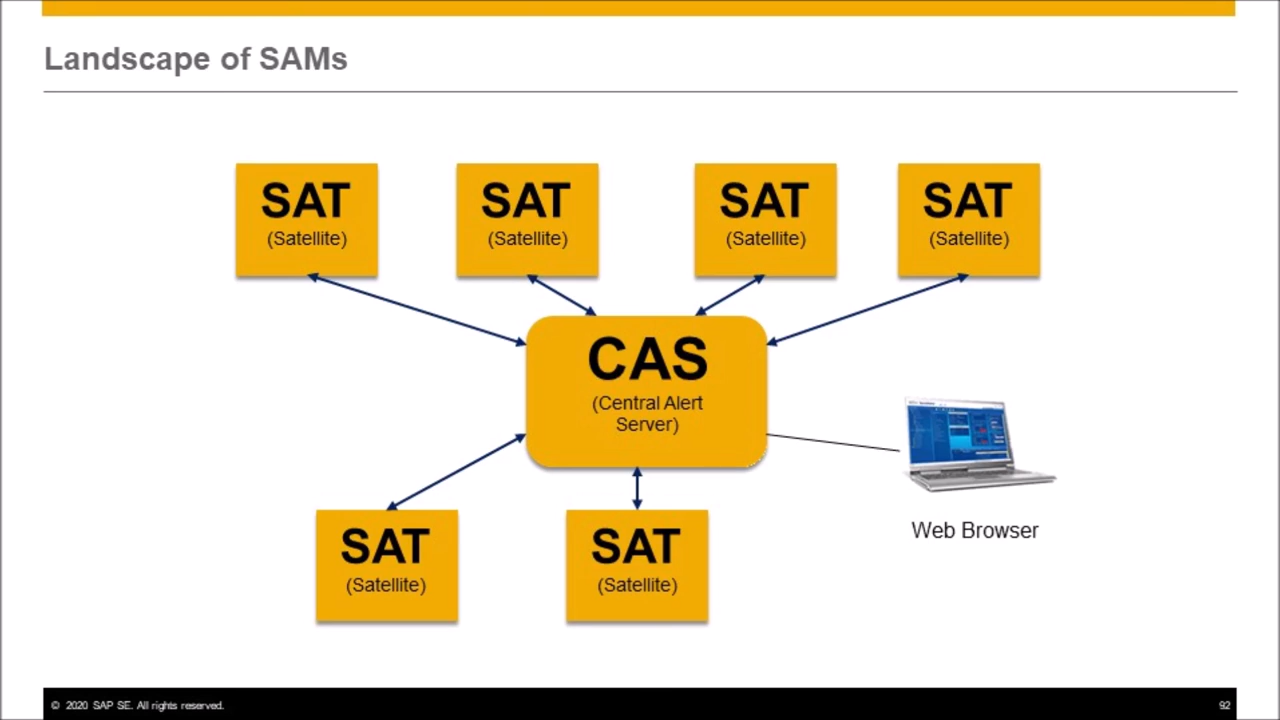 Landscape of SAMs
SAT
(Satellite)
SAT
(Satellite)
SAT
(Satellite)
SAT
(Satellite)
CAS
(Central Alert
Server)
Web Browser
SAT
(Satellite)
SAT
(Satellite)
© 2020 SAP SE. All rights reserved.
92